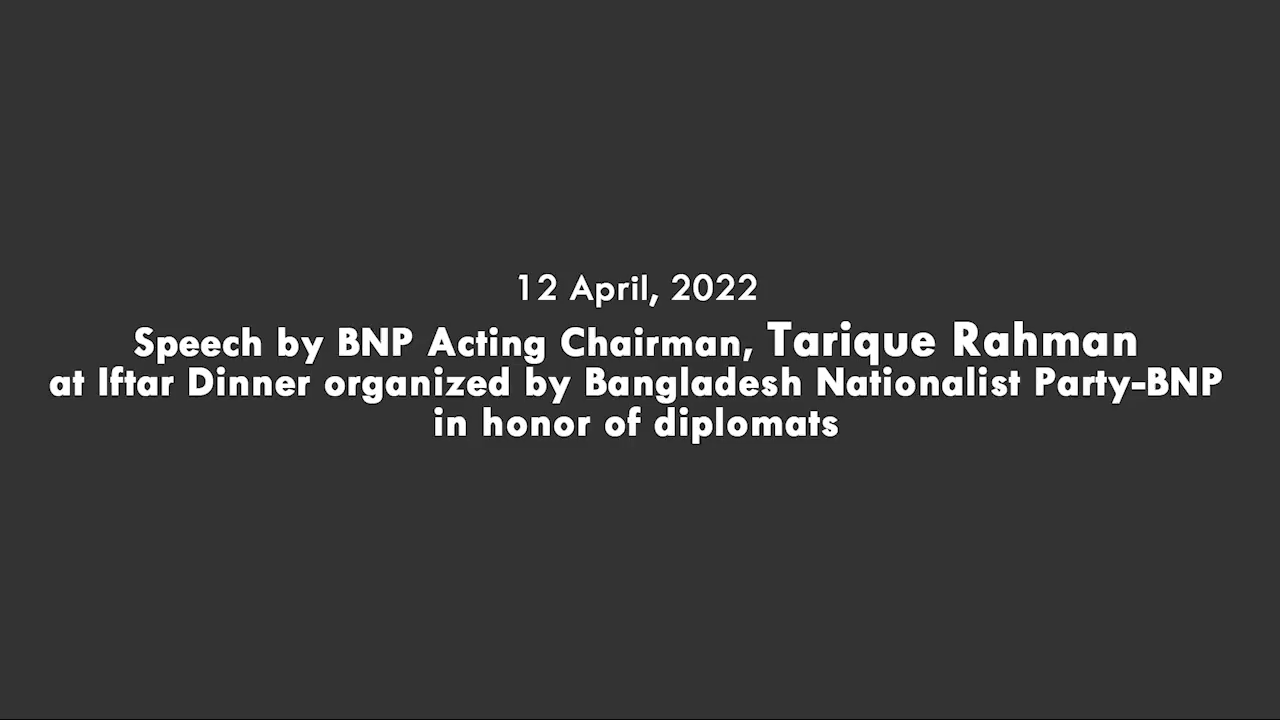 12 April, 2022
Speech by BNP Acting Chairman, Tarique Rahman
at Iftar Dinner organized by Bangladesh Nationalist Party-BNP
in honor of diplomats